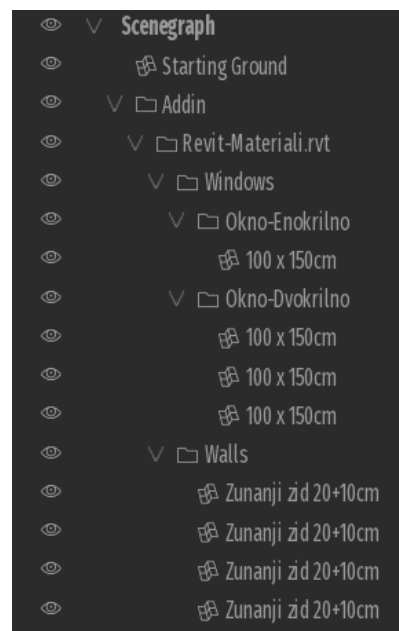 Scenegraph
Starting Ground
Addin
Revit-Materiali.rvt
Windows
Okno-Enokrilno
100 x 150cm
Okno-Dvokrilno
100 x 150cm
100 x 150cm
100 x 150cm
Walls
Zunanji zid 20+10cm
Zunanji zid 20+10cm
Zunanji zid 20+10cm
Zunanji zid 20+10cm